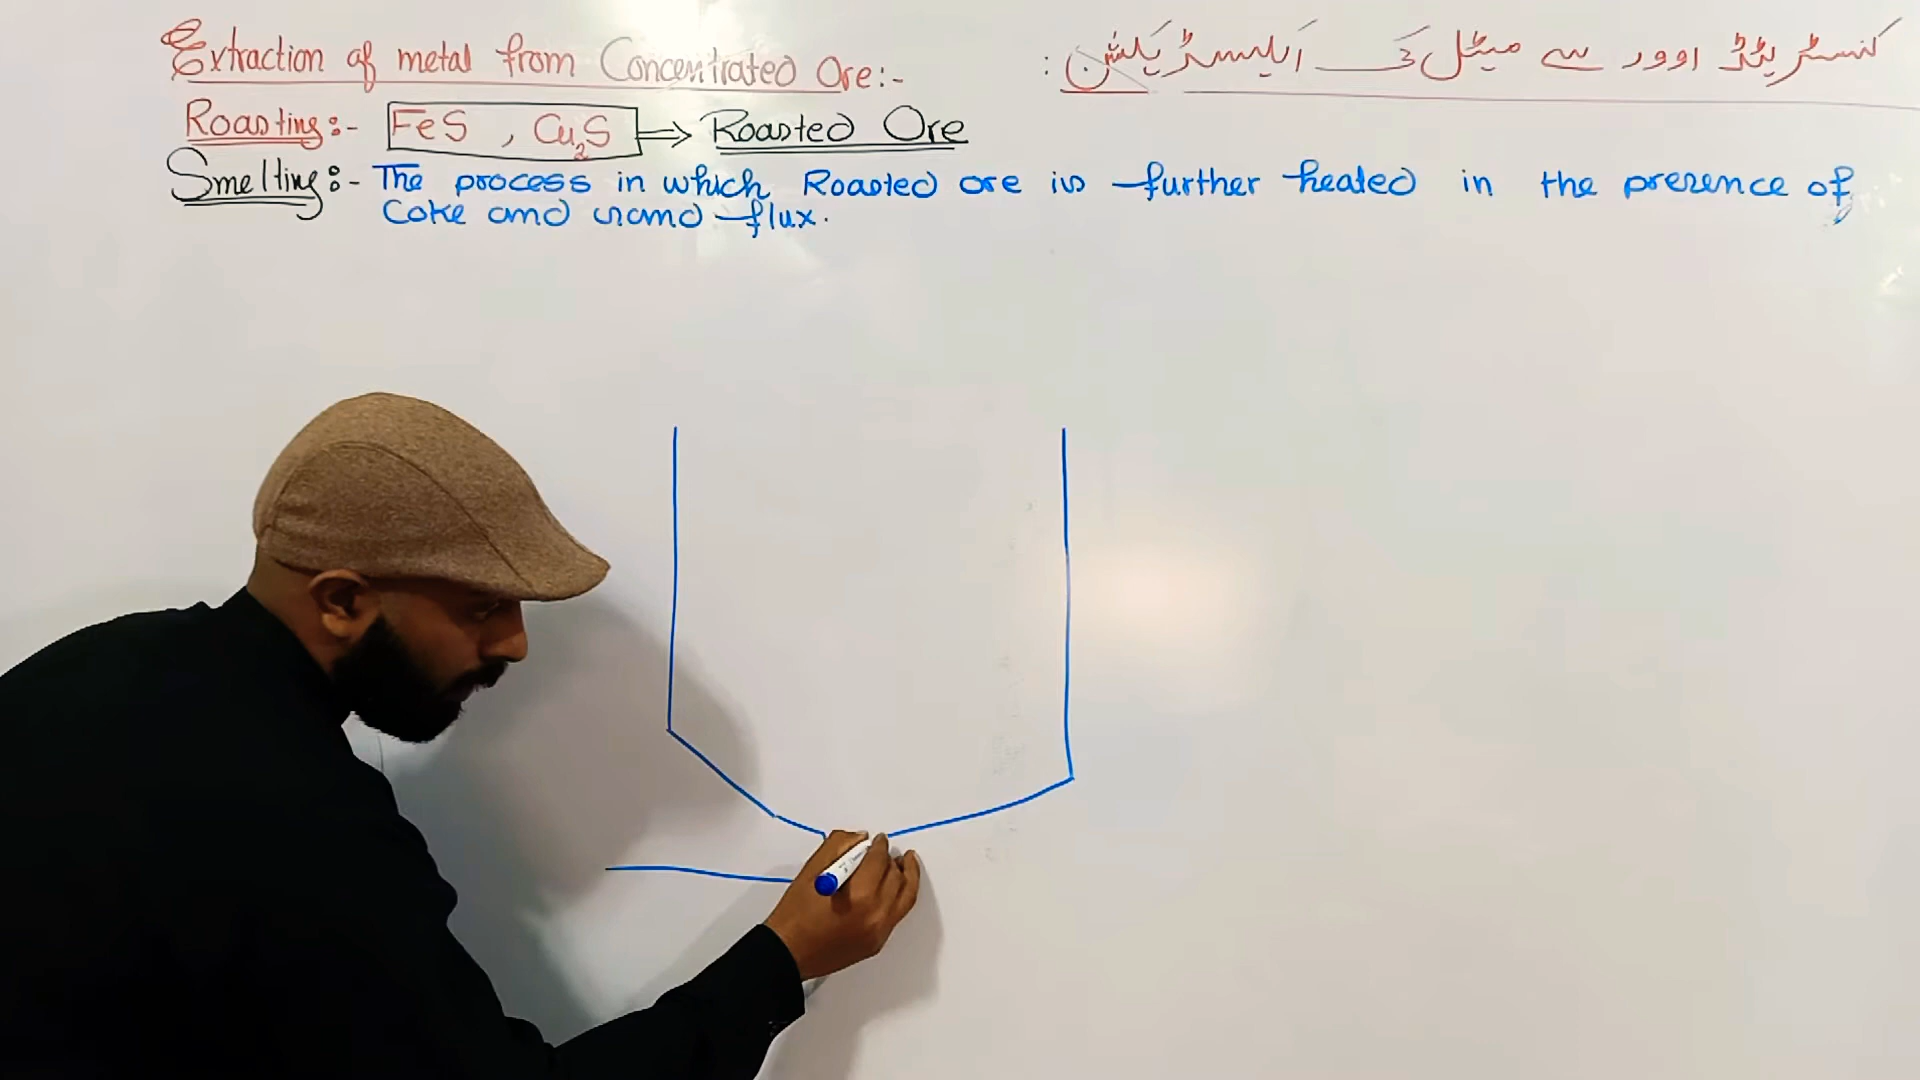 Extraction of metal from Concentrated Ore:-
کنسنٹریٹڈ اوور سے میٹل کی ایکسٹریکشن :
Roasting:- FeS , Cu₂S ⇒ Roasted Ore
Smelting:- The process in which Roasted ore is further heated in the presence of
Coke and sand flux.